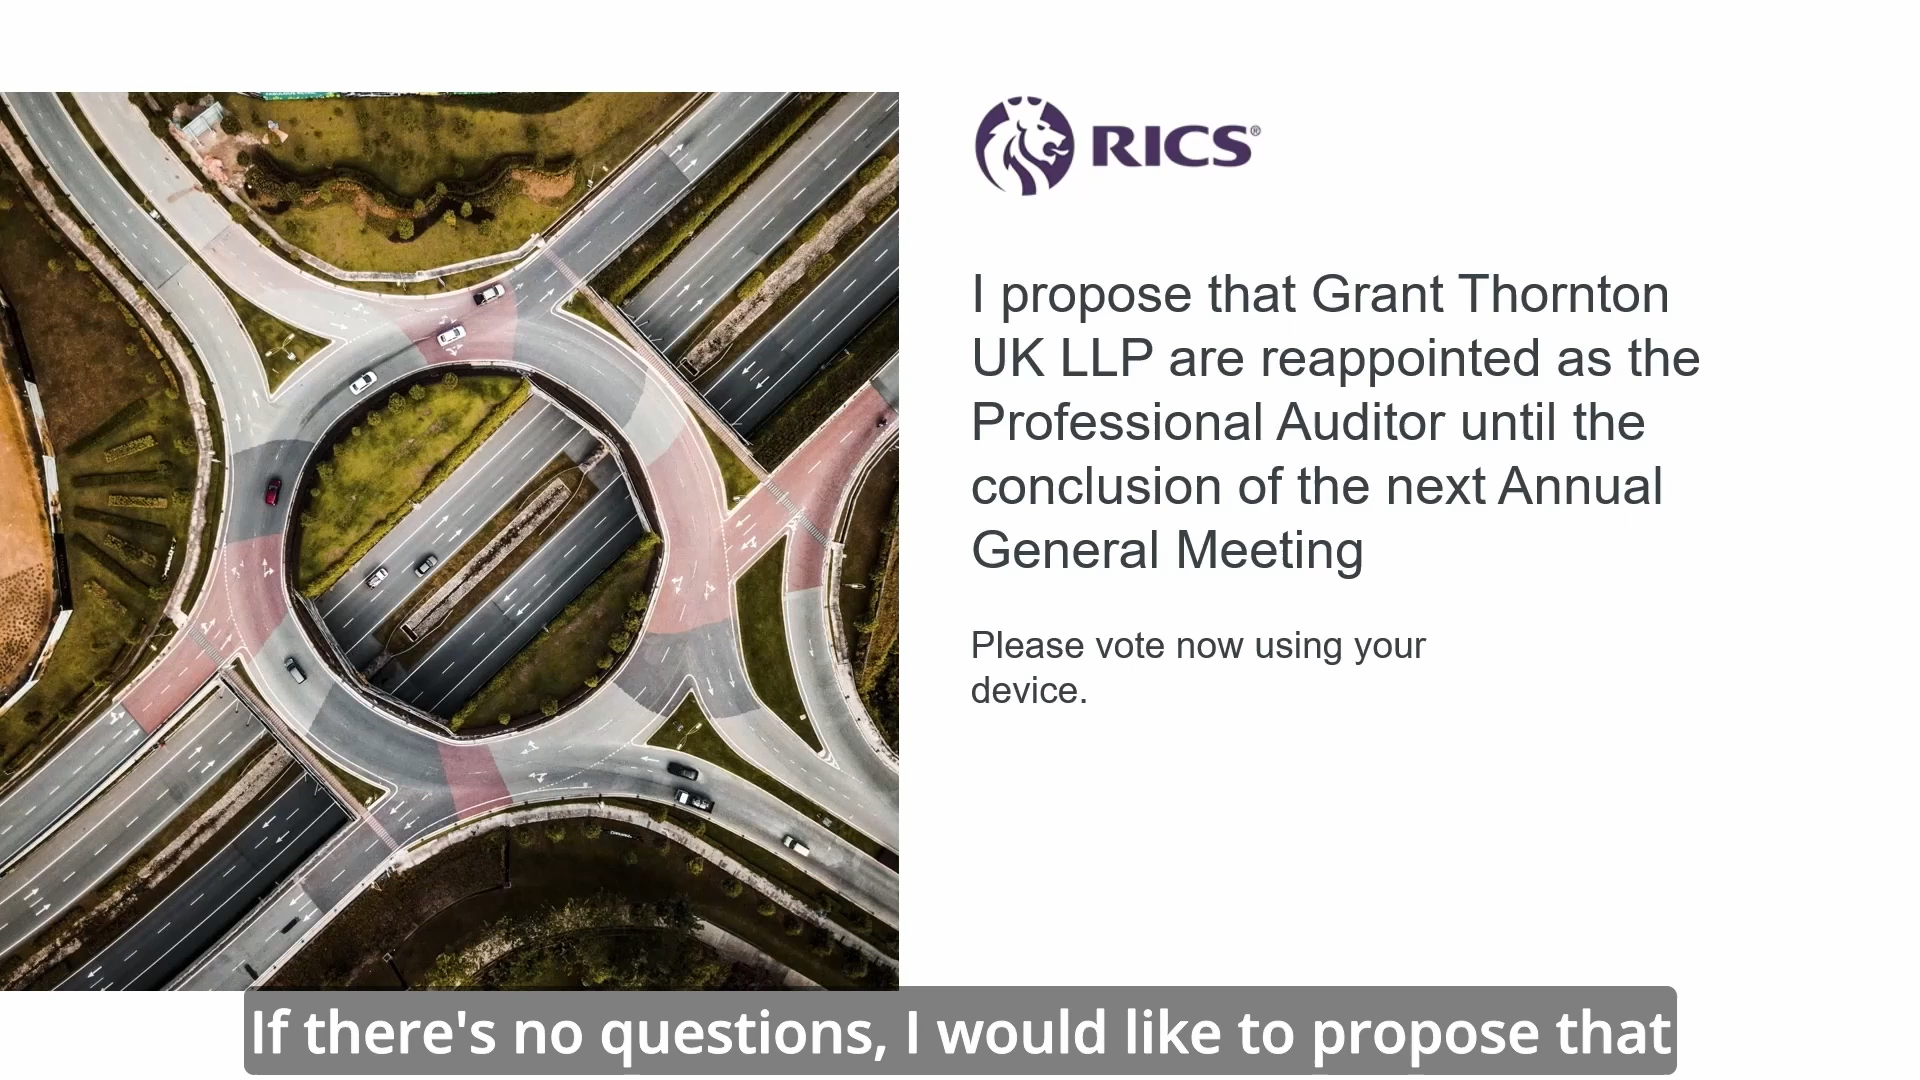 RICS®
I propose that Grant Thornton
UK LLP are reappointed as the
Professional Auditor until the
conclusion of the next Annual
General Meeting
Please vote now using your
device.
If there's no questions, I would like to propose that